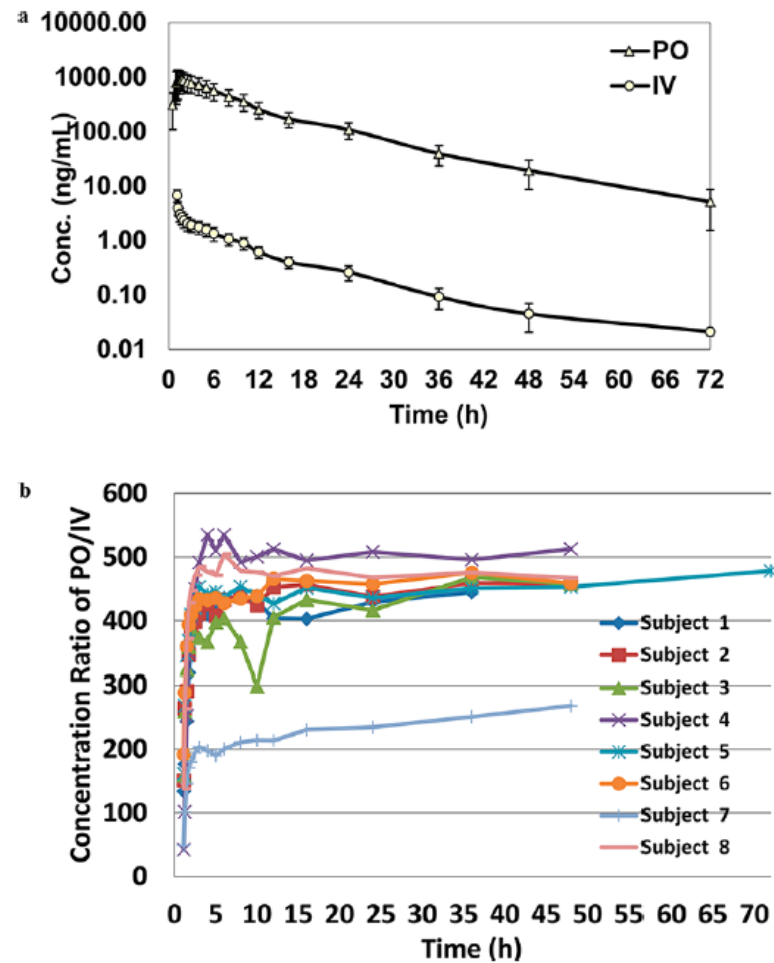 a
10000.00
1000.00
100.00
10.00
1.00
0.10
0.01
Conc. (ng/mL)
PO
IV
0 6 12 18 24 30 36 42 48 54 60 66 72
Time (h)
b
600
500
400
300
200
100
0
Concentration Ratio of PO/IV
Subject 1
Subject 2
Subject 3
Subject 4
Subject 5
Subject 6
Subject 7
Subject 8
0 5 10 15 20 25 30 35 40 45 50 55 60 65 70
Time (h)